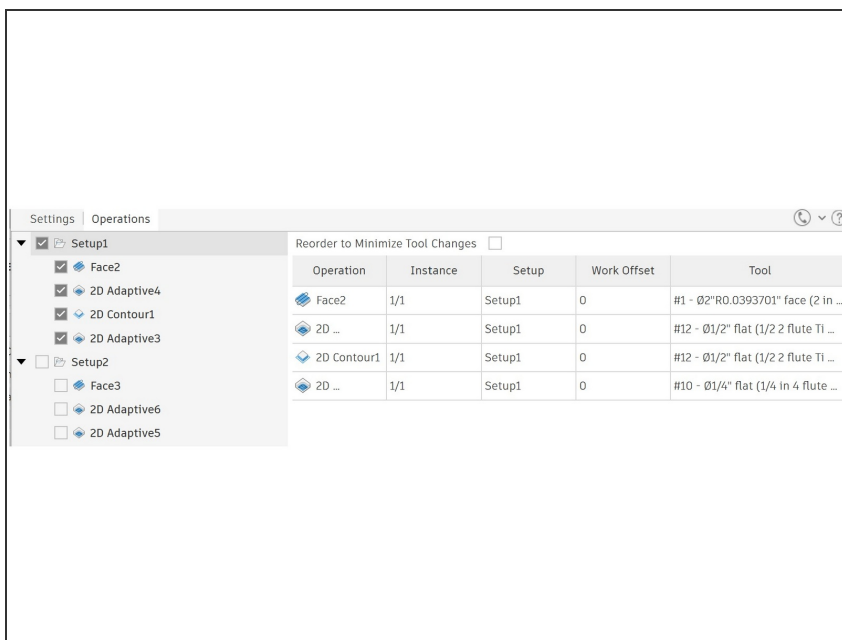 Settings Operations
Setup1
Face2
2D Adaptive4
2D Contour1
2D Adaptive3
Setup2
Face3
2D Adaptive6
2D Adaptive5
Reorder to Minimize Tool Changes
Operation Instance Setup Work Offset Tool
Face2 1/1 Setup1 0 #1 - Ø2"R0.0393701" face (2 in ...
2D ... 1/1 Setup1 0 #12 - Ø1/2" flat (1/2 2 flute Ti ...
2D Contour1 1/1 Setup1 0 #12 - Ø1/2" flat (1/2 2 flute Ti ...
2D ... 1/1 Setup1 0 #10 - Ø1/4" flat (1/4 in 4 flute ...